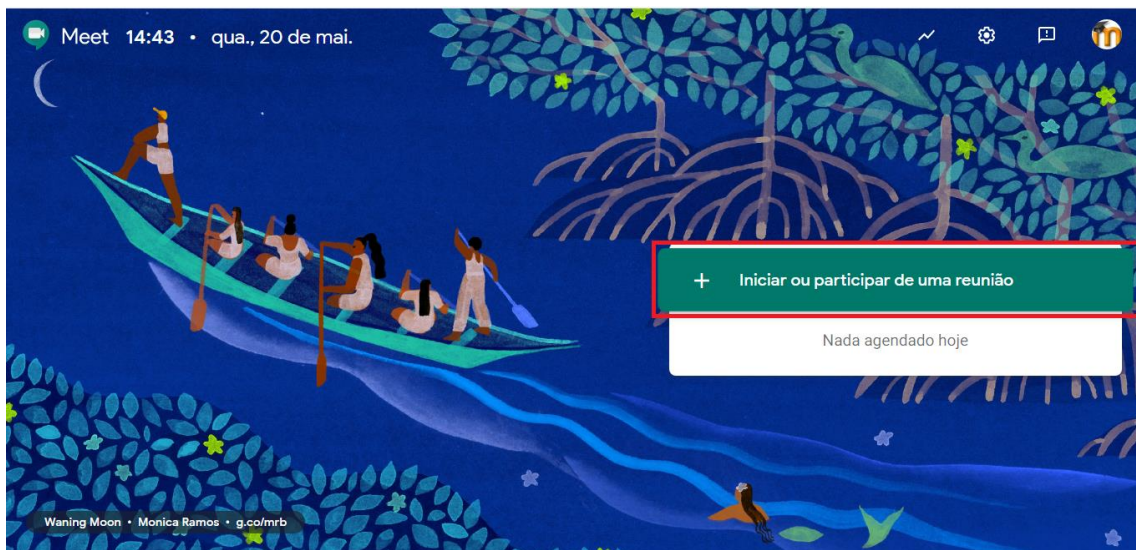 Meet 14:43 • qua., 20 de mai.
Iniciar ou participar de uma reunião
Nada agendado hoje
Waning Moon • Monica Ramos • g.co/mrb